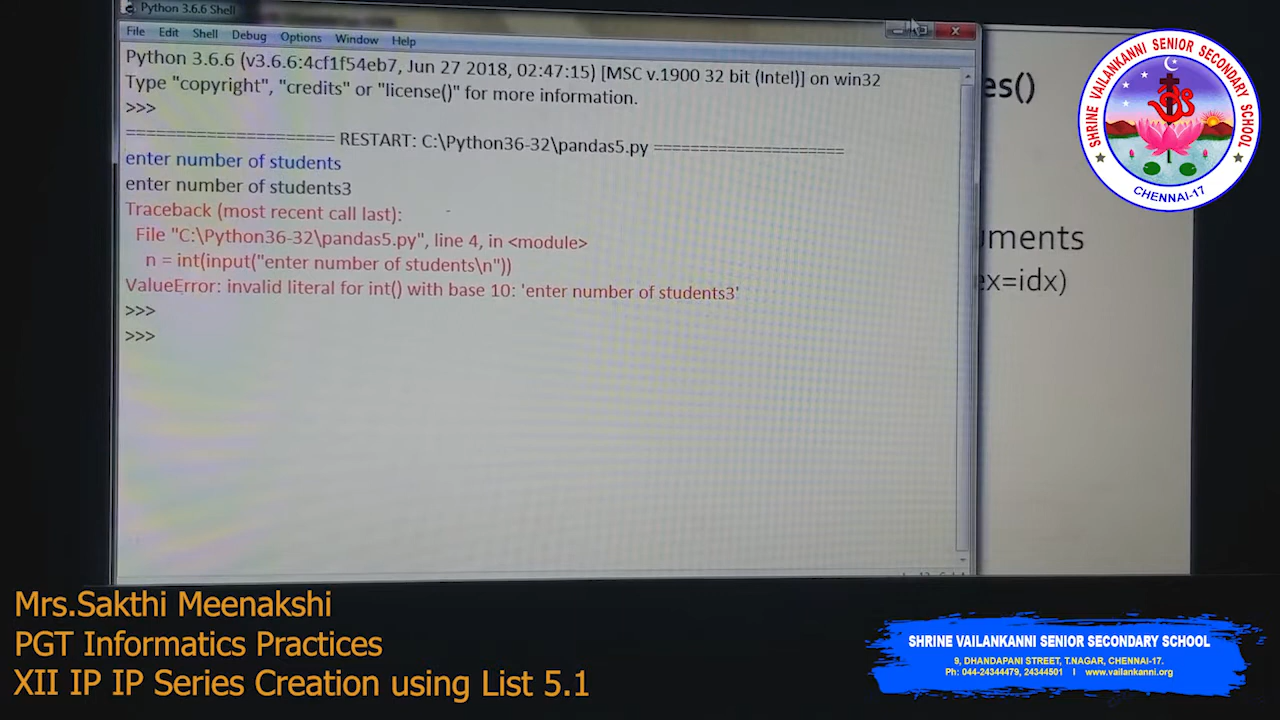 Python 3.6.6 Shell
File Edit Shell Debug Options Window Help
Python 3.6.6 (v3.6.6:4cf1f54eb7, Jun 27 2018, 02:47:15) [MSC v.1900 32 bit (Intel)] on win32
Type "copyright", "credits" or "license()" for more information.
>>>
===================== RESTART: C:\Python36-32\pandas5.py =====================
enter number of students
enter number of students3
Traceback (most recent call last):
File "C:\Python36-32\pandas5.py", line 4, in <module>
n = int(input("enter number of students\n"))
ValueError: invalid literal for int() with base 10: 'enter number of students3'
>>>
>>>
es()
uments
ex=idx)
SHRINE VAILANKANNI SENIOR SECONDARY SCHOOL
CHENNAI-17
Mrs.Sakthi Meenakshi
PGT Informatics Practices
XII IP IP Series Creation using List 5.1
SHRINE VAILANKANNI SENIOR SECONDARY SCHOOL
9, DHANDAPANI STREET, T.NAGAR, CHENNAI-17.
Ph: 044-24344479, 24344501 I www.vailankanni.org